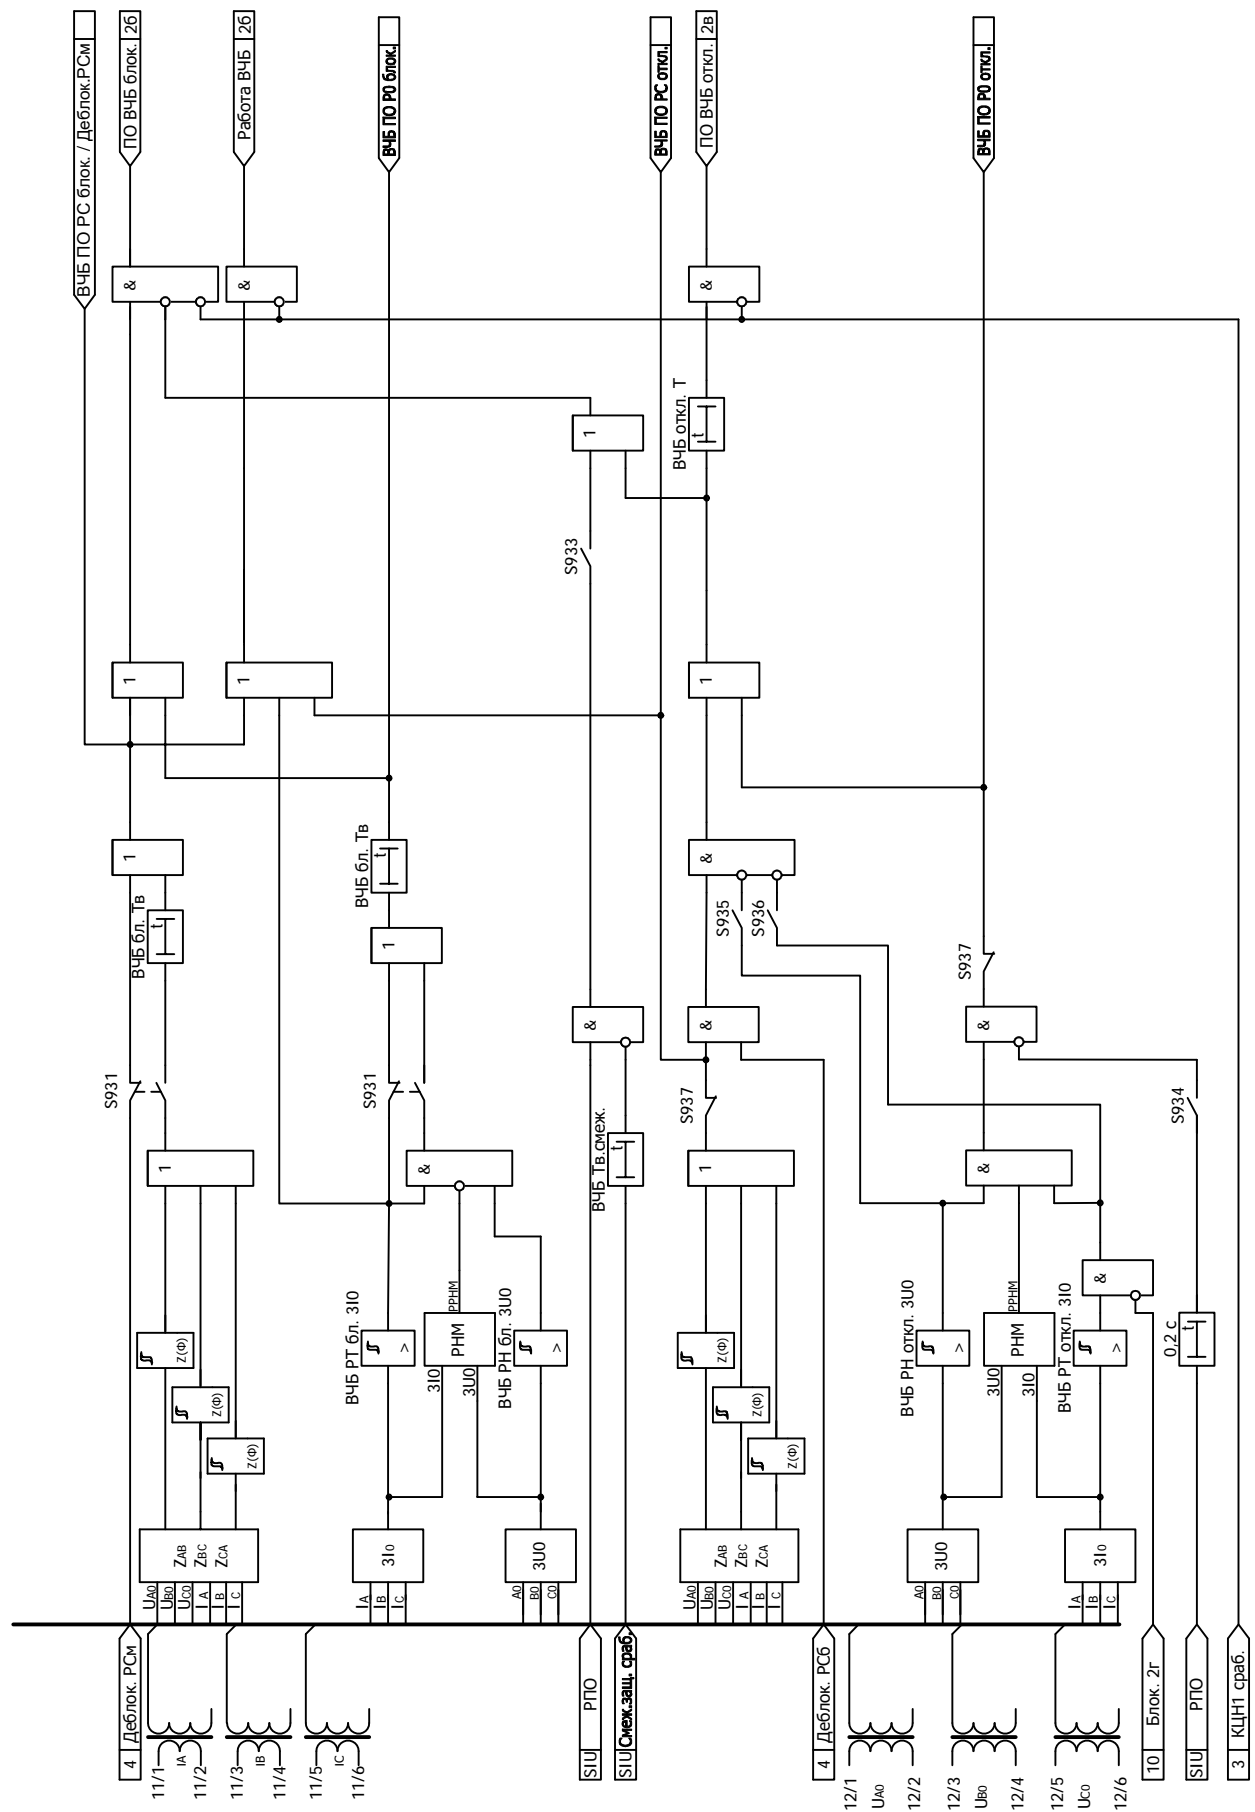 ВЧБ ПО РС блок. / Деблок.РСм
ПО ВЧБ блок. 2б
Работа ВЧБ 2б
ВЧБ ПО Р0 блок.
ВЧБ ПО РС откл.
ПО ВЧБ откл. 2в
ВЧБ ПО Р0 откл.
&
&
&
ВЧБ откл. Т
t
1
S933
1
1
1
ВЧБ бл. Тв
t
1
ВЧБ бл. Тв
t
1
&
S935
S936
S937
&
&
&
S931
S931
S937
S934
1
&
ВЧБ Тв.смеж.
t
1
&
&
Z(Ф)
Z(Ф)
Z(Ф)
ВЧБ РТ бл. 3I0
>
РНМ
РРНМ
3I0
3U0
ВЧБ РН бл. 3U0
>
Z(Ф)
Z(Ф)
Z(Ф)
ВЧБ РН откл. 3U0
>
РНМ
РРНМ
3U0
3I0
ВЧБ РТ откл. 3I0
>
0,2 с
t
ZAB
ZBC
ZCA
UA0
UB0
UC0
IA
IB
IC
3I0
IA
IB
IC
3U0
A0
B0
C0
ZAB
ZBC
ZCA
UA0
UB0
UC0
IA
IB
IC
3U0
A0
B0
C0
3I0
IA
IB
IC
4 Деблок. РСм
11/1
IA
11/2
11/3
IB
11/4
11/5
IC
11/6
SIU РПО
SIU Смеж.защ. сраб.
4 Деблок. РСб
12/1
UA0
12/2
12/3
UB0
12/4
12/5
UC0
12/6
10 Блок. 2г
SIU РПО
3 КЦН1 сраб.